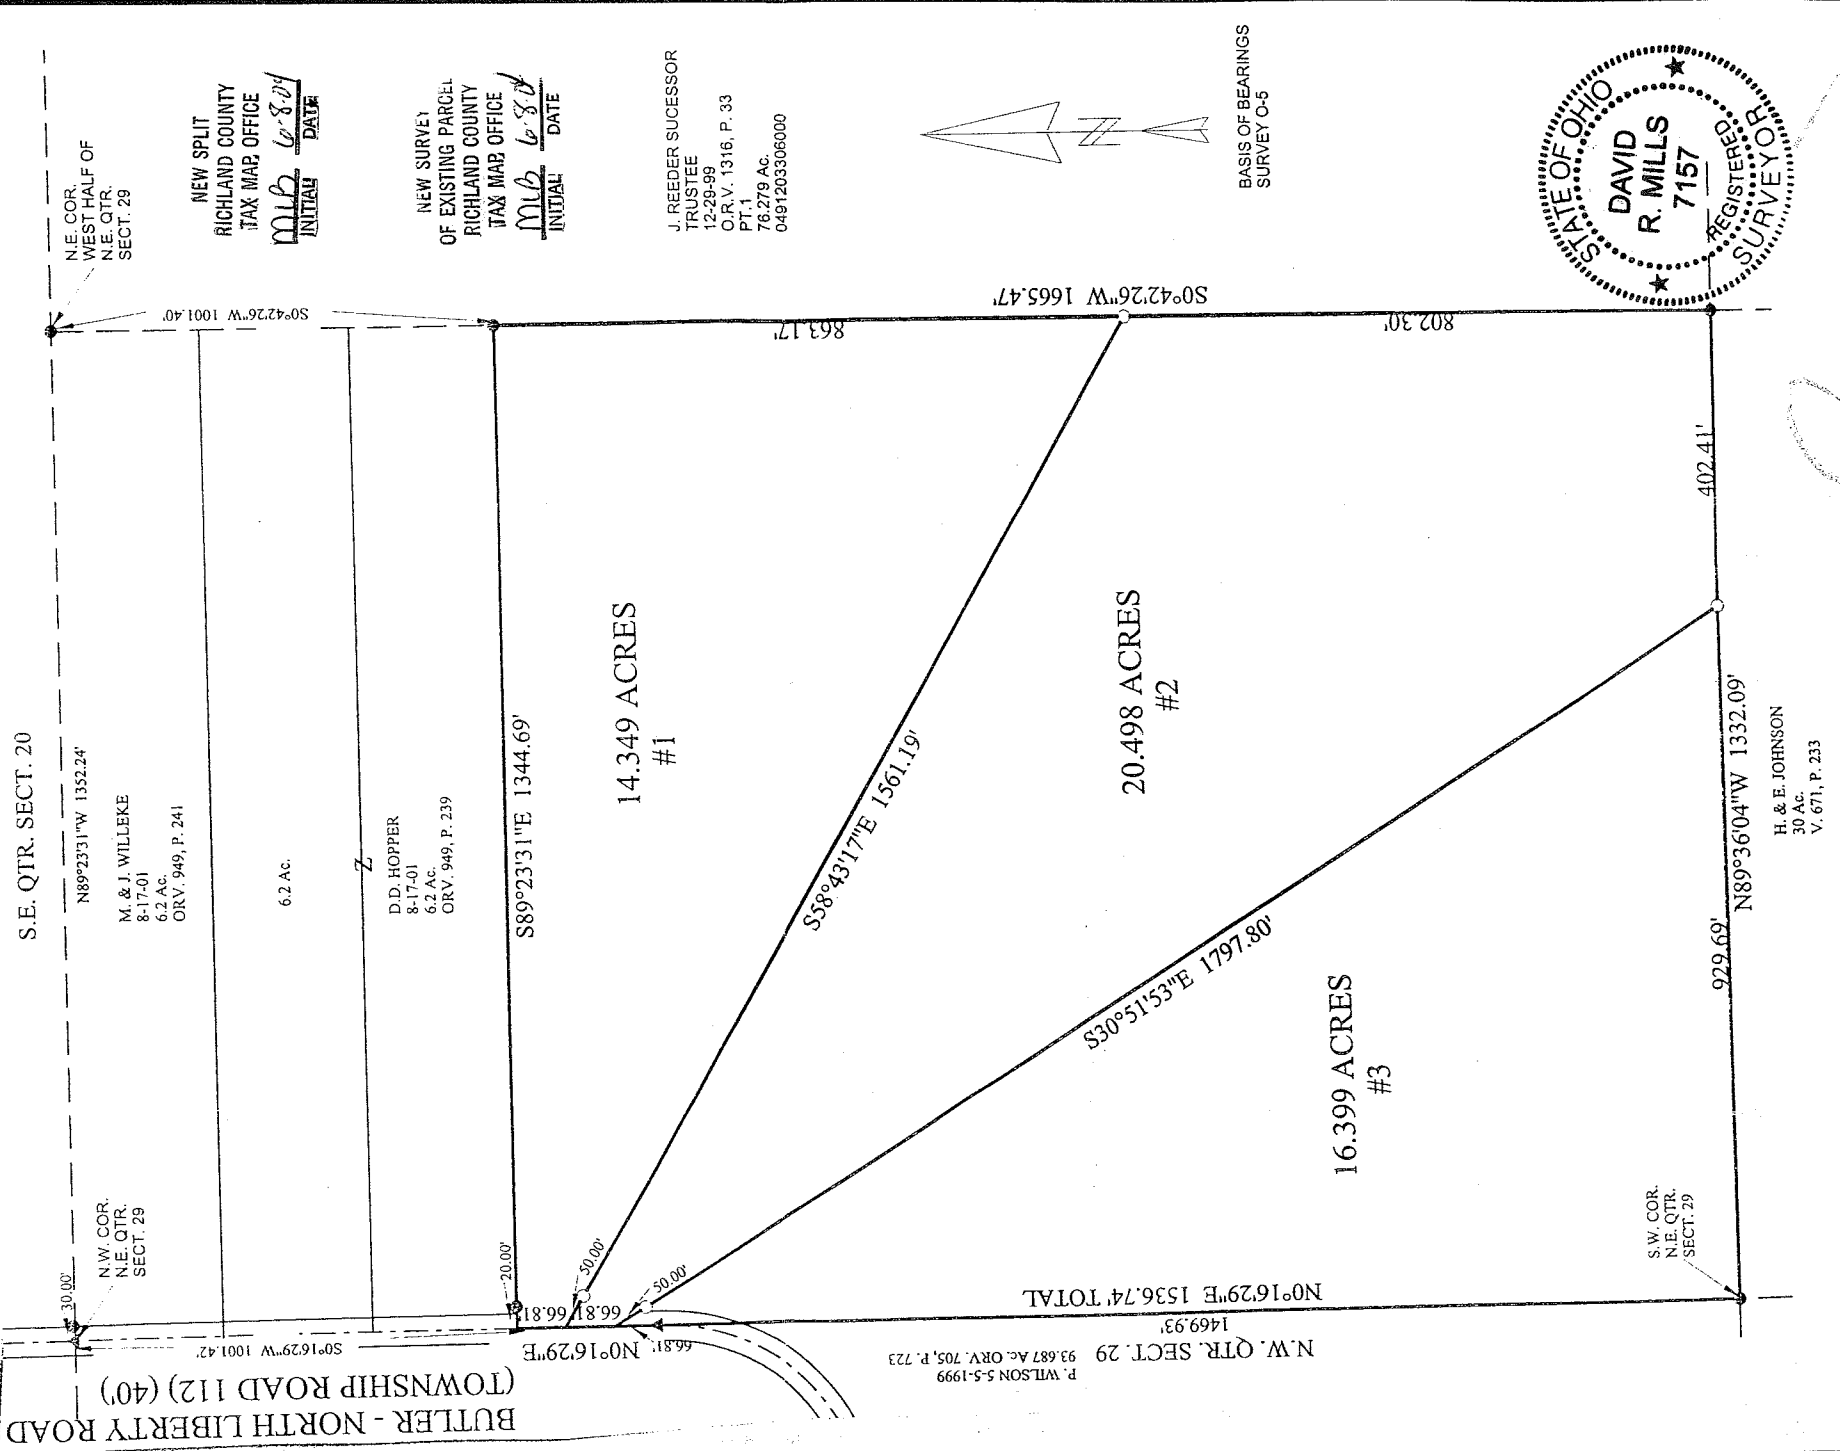 S.E. QTR. SECT. 20
N89°23'31"W 1352.24'
30.00'
N.W. COR.
N.E. QTR.
SECT. 29
M. & J. WILLEKE
8-17-01
6.2 Ac.
ORV. 949, P. 241
6.2 Ac.
Z
D.D. HOPPER
8-17-01
6.2 Ac.
ORV. 949, P. 239
N.E. COR.
WEST HALF OF
N.E. QTR.
SECT. 29
S0°42'26"W 1001.40'
NEW SPLIT
RICHLAND COUNTY
TAX MAP OFFICE
MLB 6-8-04
INITIAL DATE
NEW SURVEY
OF EXISTING PARCEL
RICHLAND COUNTY
TAX MAP OFFICE
MLB 6-8-04
INITIAL DATE
J. REEDER SUCESSOR
TRUSTEE
12-29-99
O.R.V. 1316, P. 33
PT.1
76.279 Ac.
0491203306000
BASIS OF BEARINGS
SURVEY O-5
STATE OF OHIO
DAVID
R. MILLS
7157
REGISTERED
SURVEYOR
S0°42'26"W 1665.47'
863.17'
802.30'
S89°23'31"E 1344.69'
20.00'
14.349 ACRES
#1
S58°43'17"E 1561.19'
50.00'
20.498 ACRES
#2
S30°51'53"E 1797.80'
50.00'
16.399 ACRES
#3
402.41'
929.69'
N89°36'04"W 1332.09'
H. & E. JOHNSON
30 Ac.
V. 671, P. 233
S.W. COR.
N.E. QTR.
SECT. 29
N0°16'29"E 1536.74' TOTAL
1469.93'
66.81'
66.81'
66.81'
N0°16'29"E
S0°16'29"W 1001.42'
N.W. QTR. SECT. 29
P. WILSON 5-5-1999
93.687 Ac. ORV. 705, P. 723
BUTLER - NORTH LIBERTY ROAD
(TOWNSHIP ROAD 112) (40')